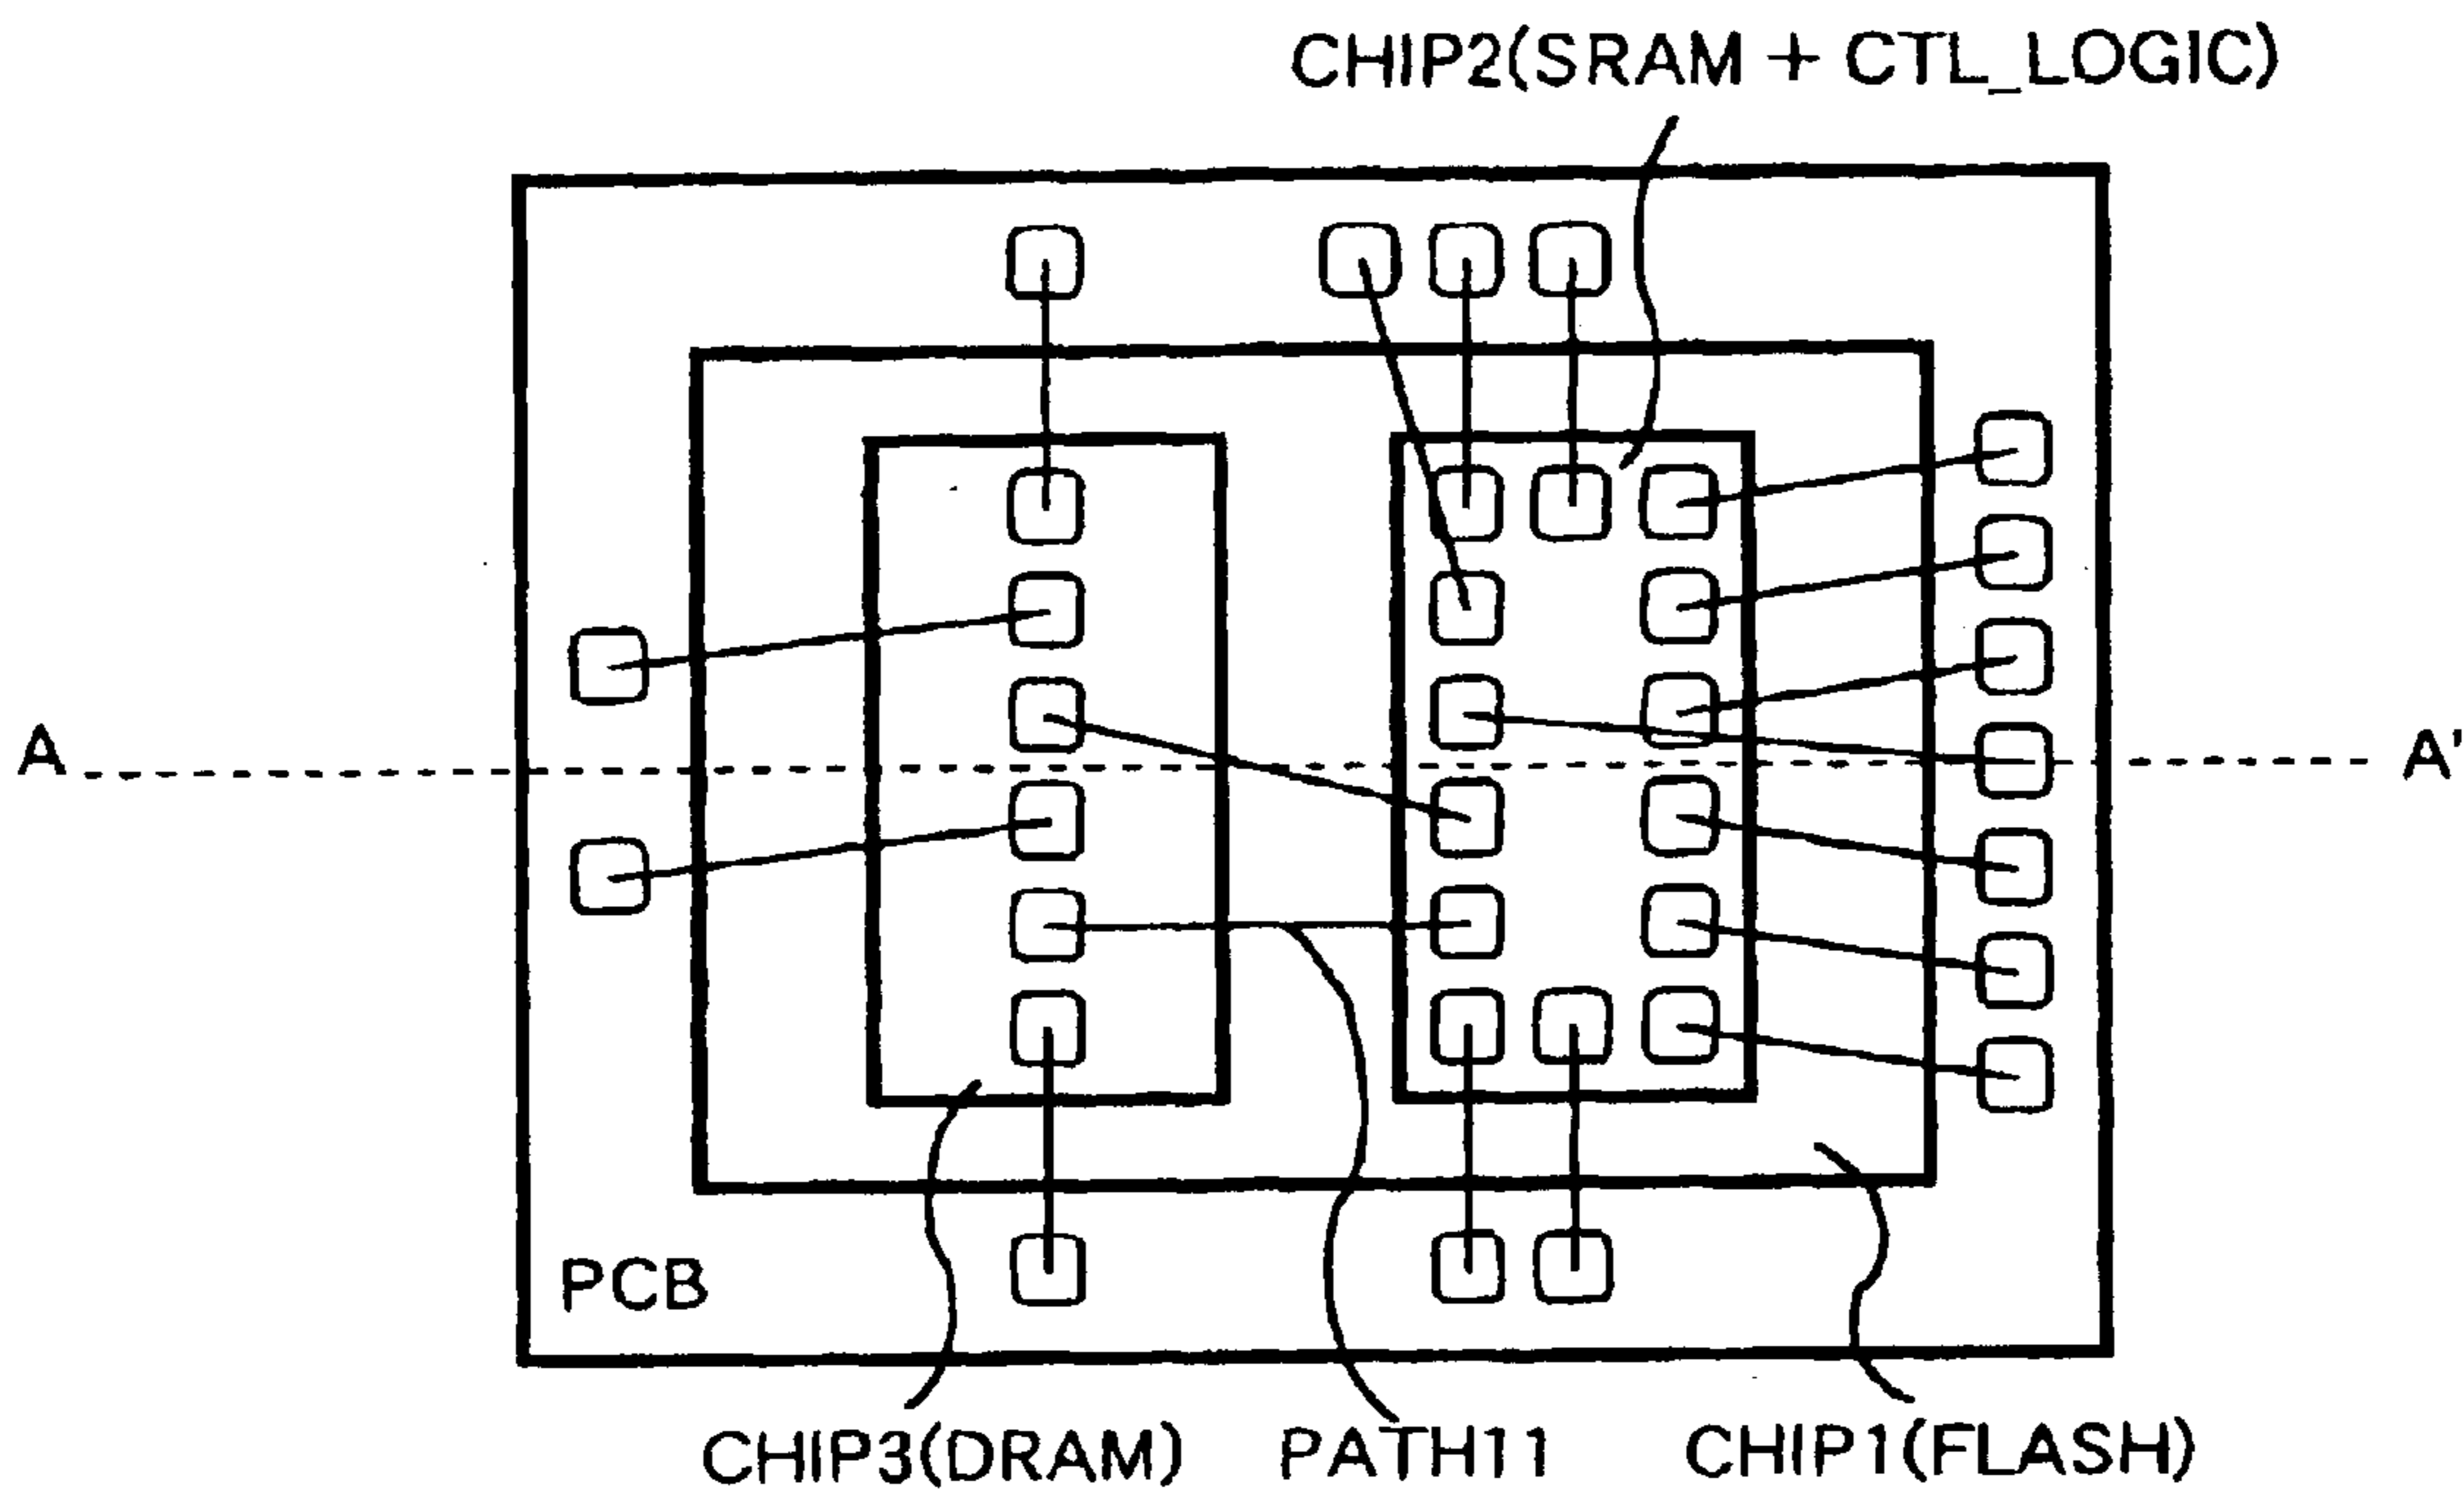 CHIP2(SRAM + CTL_LOGIC)
A
A'
PCB
CHIP3(DRAM)
PATH11
CHIP1(FLASH)